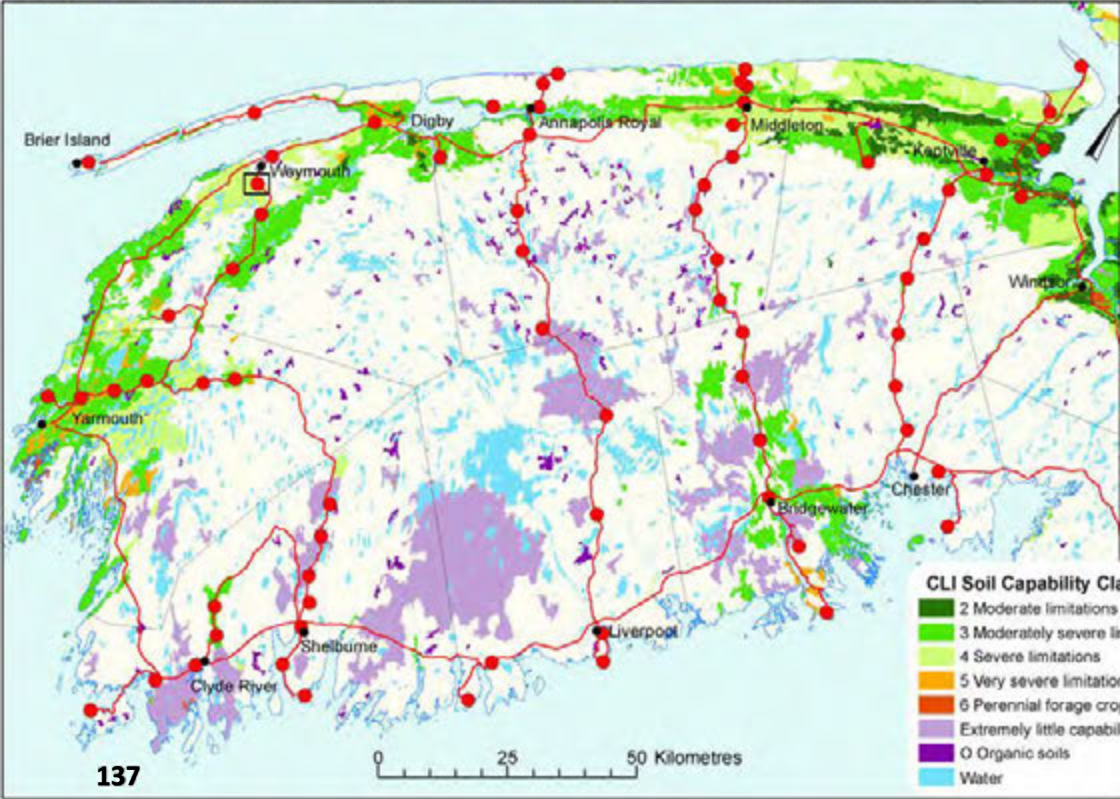 Brier Island
Digby
Annapolis Royal
Middleton
Kentville
Weymouth
Windsor
Yarmouth
Chester
Bridgewater
Shelburne
Liverpool
Clyde River
CLI Soil Capability Cla
2 Moderate limitations
3 Moderately severe li
4 Severe limitations
5 Very severe limitation
6 Perennial forage cro
Extremely little capabil
O Organic soils
Water
0 25 50 Kilometres
137